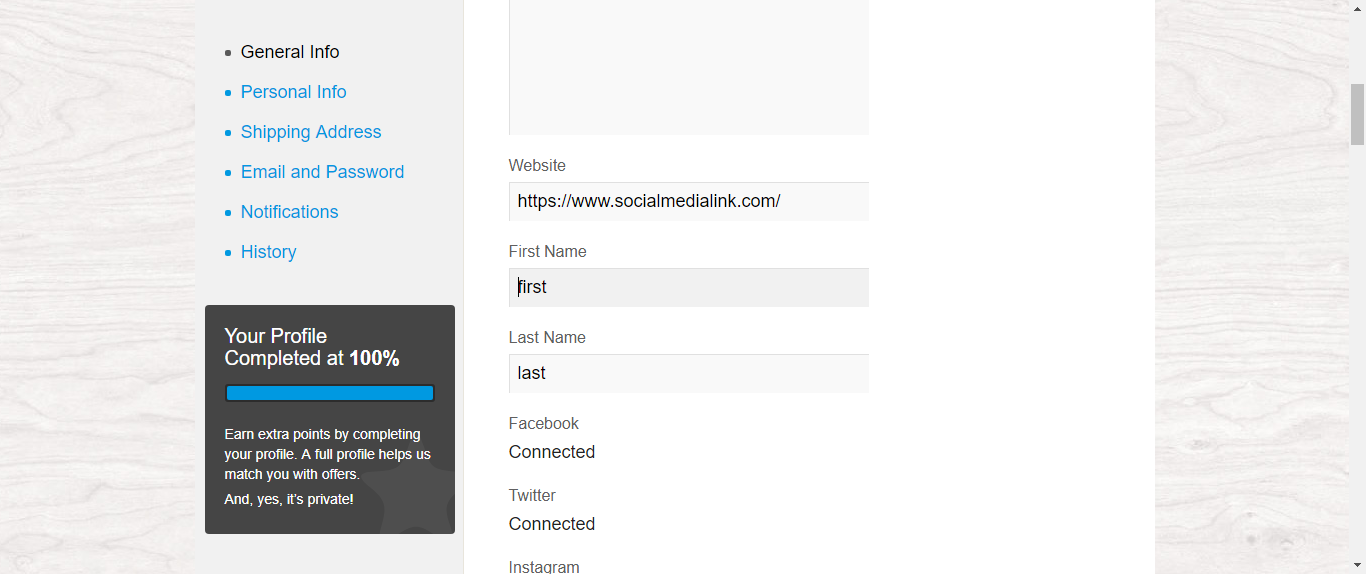 General Info
Personal Info
Shipping Address
Email and Password
Notifications
History
Your Profile
Completed at 100%
Earn extra points by completing
your profile. A full profile helps us
match you with offers.
And, yes, it's private!
Website
https://www.socialmedialink.com/
First Name
first
Last Name
last
Facebook
Connected
Twitter
Connected
Instagram